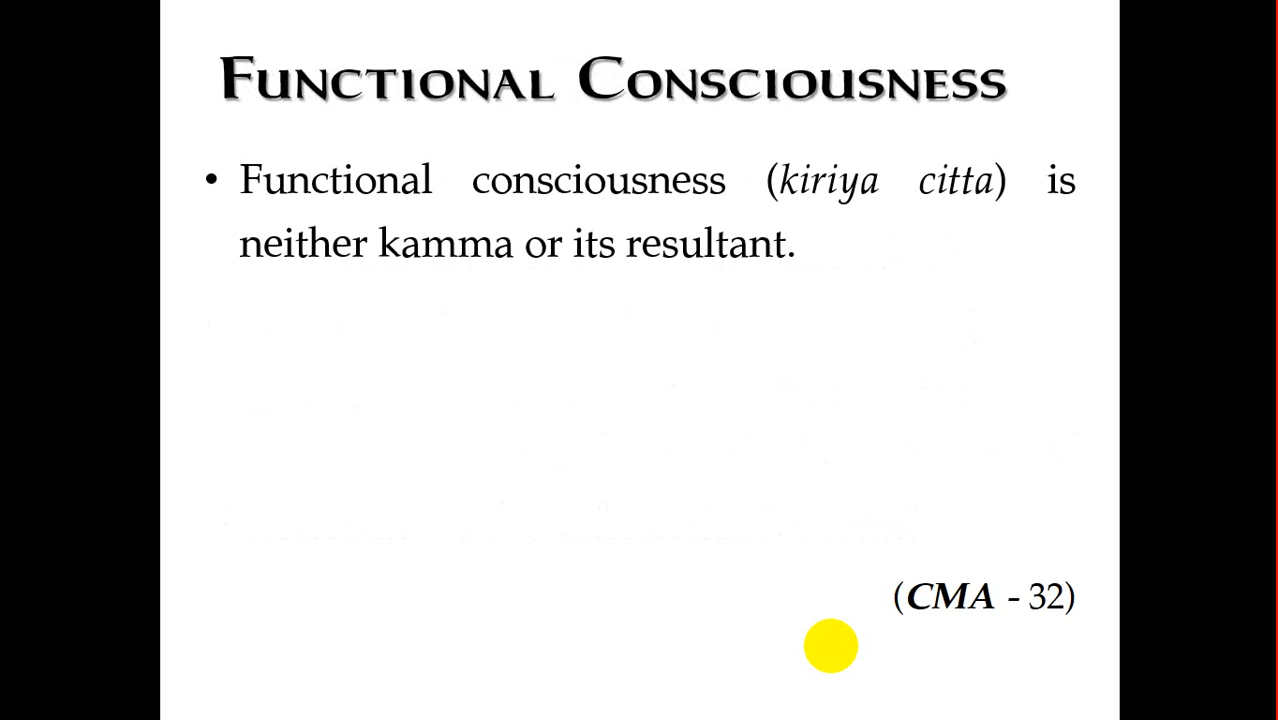 FUNCTIONAL CONSCIOUSNESS
• Functional consciousness (kiriya citta) is
neither kamma or its resultant.
(CMA - 32)